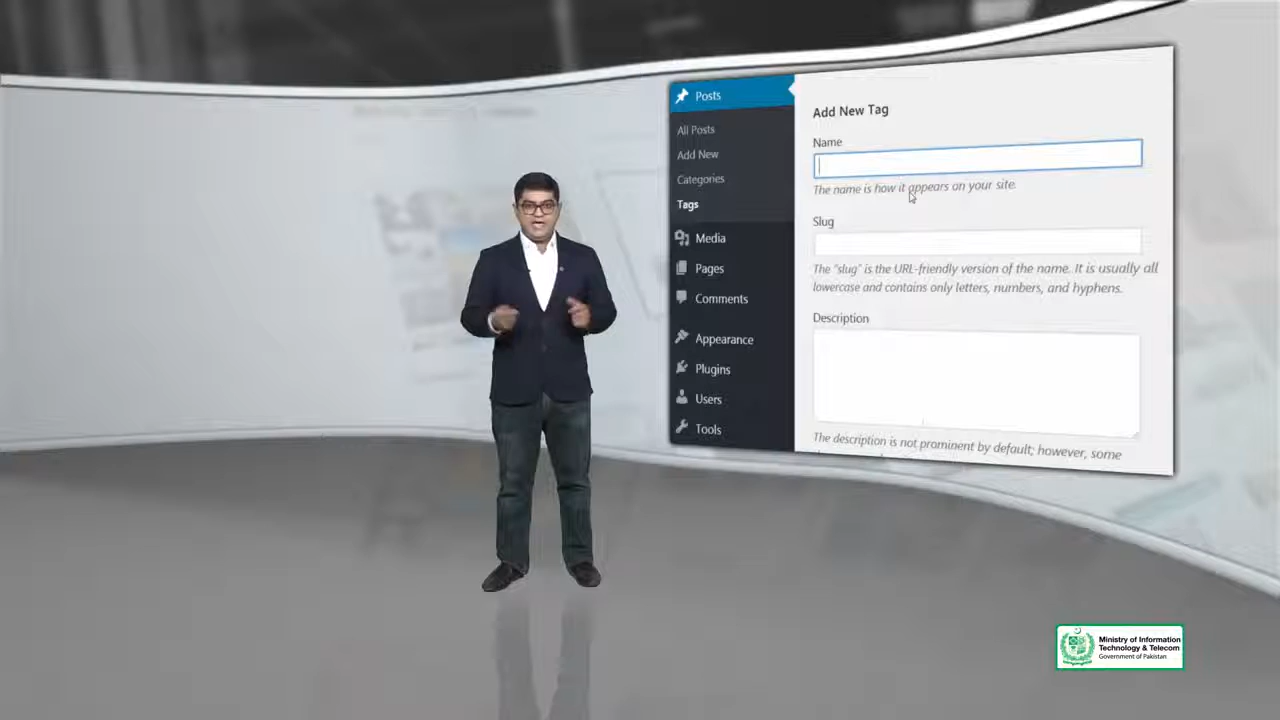 Posts
All Posts
Add New
Categories
Tags
Media
Pages
Comments
Appearance
Plugins
Users
Tools
Add New Tag
Name
The name is how it appears on your site.
Slug
The "slug" is the URL-friendly version of the name. It is usually all
lowercase and contains only letters, numbers, and hyphens.
Description
The description is not prominent by default; however, some
Ministry of Information
Technology & Telecom
Government of Pakistan